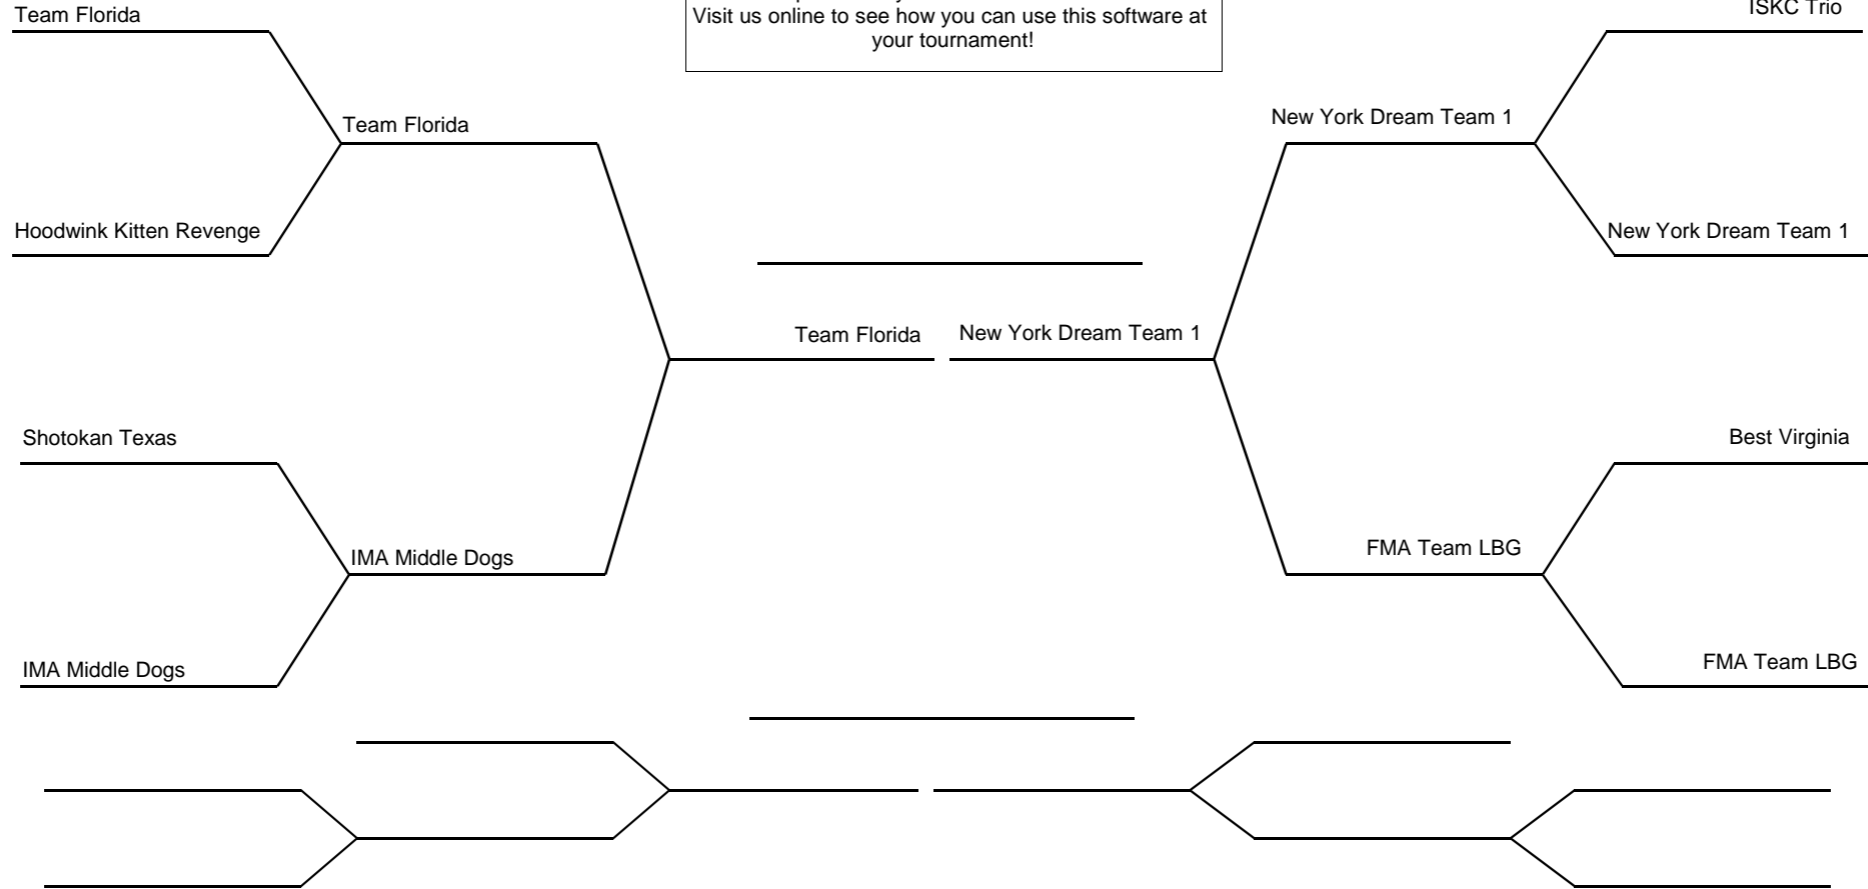 Team Florida
Visit us online to see how you can use this software at
your tournament!
ISKC Trio
Team Florida
New York Dream Team 1
Hoodwink Kitten Revenge
New York Dream Team 1
Team Florida
New York Dream Team 1
Shotokan Texas
Best Virginia
IMA Middle Dogs
FMA Team LBG
IMA Middle Dogs
FMA Team LBG